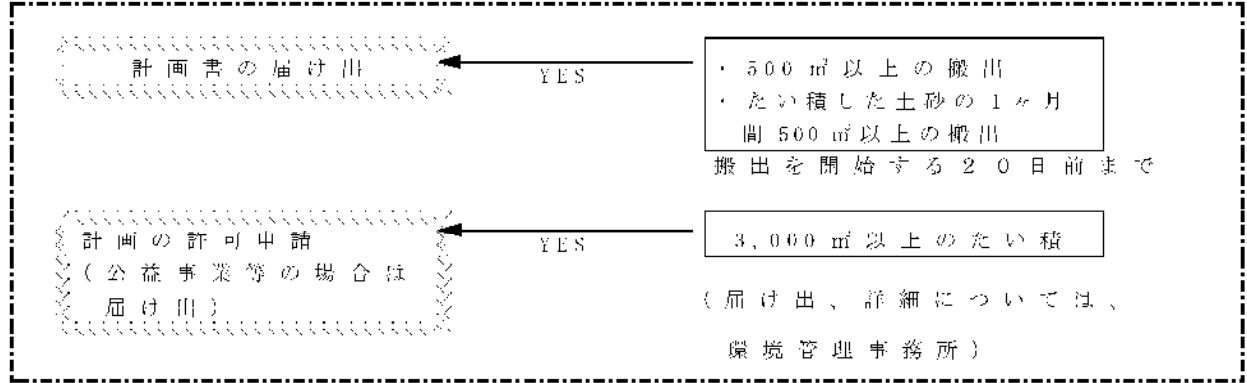 計画書の届け出
YES
・500㎡以上の搬出
・たい積した土砂の1ヶ月
間500㎡以上の搬出
搬出を開始する20日前まで
計画の許可申請
(公益事業等の場合は
届け出)
YES
3,000㎡以上のたい積
(届け出、詳細については、
環境管理事務所)